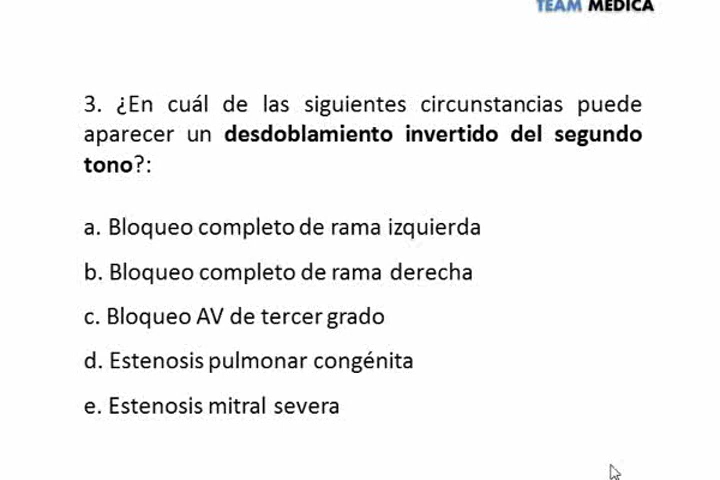 TEAM MEDICA
3. ¿En cuál de las siguientes circunstancias puede
aparecer un desdoblamiento invertido del segundo
tono?:
a. Bloqueo completo de rama izquierda
b. Bloqueo completo de rama derecha
c. Bloqueo AV de tercer grado
d. Estenosis pulmonar congénita
e. Estenosis mitral severa